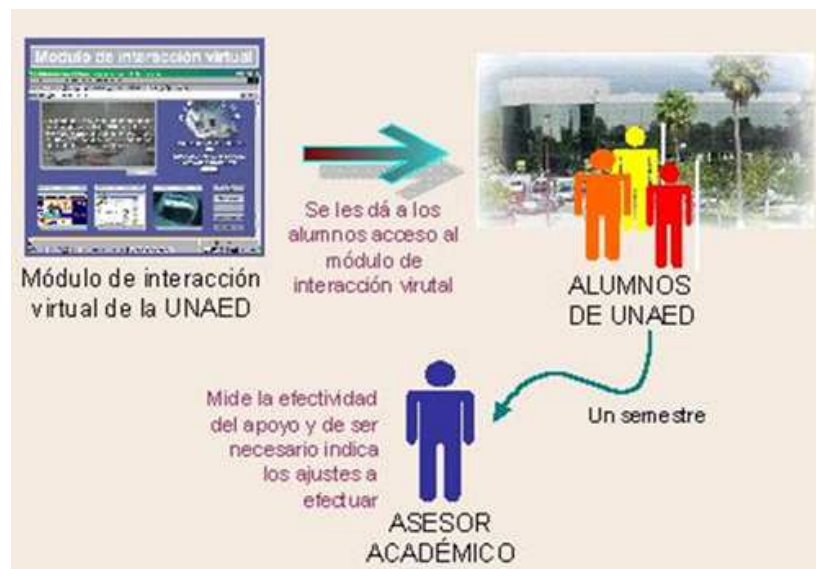 Módulo de interacción virtual
Módulo de interacción
virtual de la UNAED
Se les dá a los
alumnos acceso al
módulo de
interacción virutal
ALUMNOS
DE UNAED
Un semestre
Mide la efectividad
del apoyo y de ser
necesario indica
los ajustes a
efectuar
ASESOR
ACADÉMICO